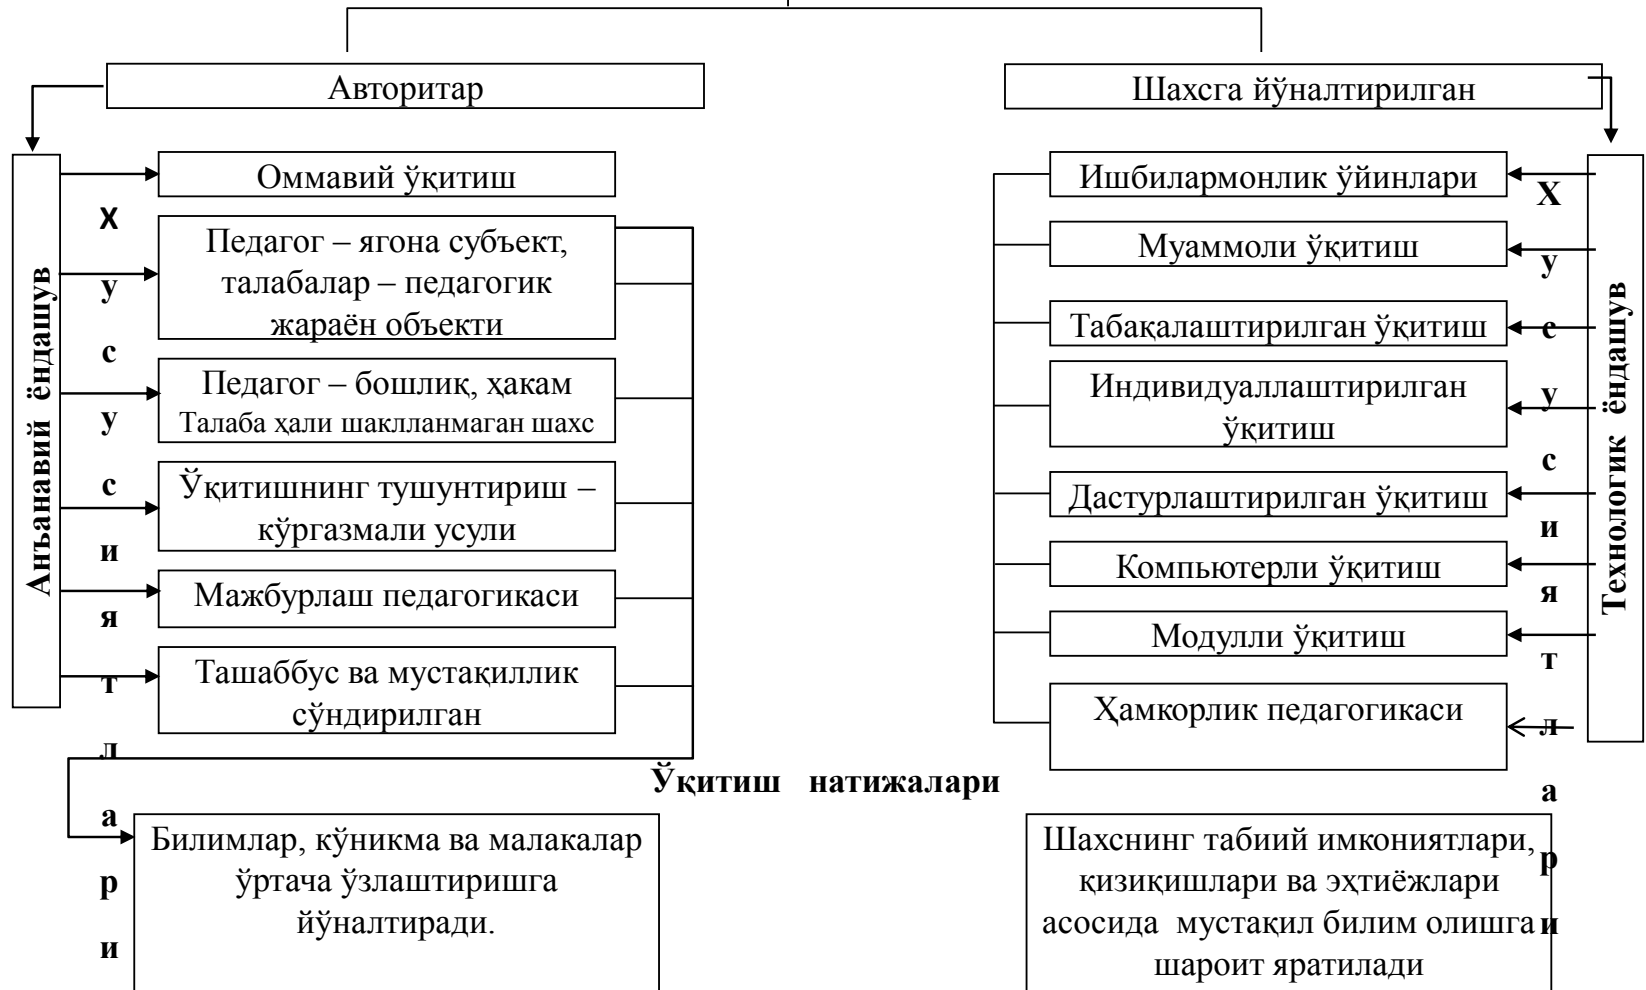 Авторитар
Шахсга йўналтирилган
Анъанавий ёндашув
Хусусиятлари
Оммавий ўқитиш
Педагог – ягона субъект,
талабалар – педагогик
жараён объекти
Педагог – бошлиқ, ҳакам
Талаба ҳали шаклланмаган шахс
Ўқитишнинг тушунтириш –
кўргазмали усули
Мажбурлаш педагогикаси
Ташаббус ва мустақиллик
сўндирилган
Ишбилармонлик ўйинлари
Муаммоли ўқитиш
Табақалаштирилган ўқитиш
Индивидуаллаштирилган
ўқитиш
Дастурлаштирилган ўқитиш
Компьютерли ўқитиш
Модулли ўқитиш
Ҳамкорлик педагогикаси
Хусусиятлари
Технологик ёндашув
Ўқитиш натижалари
Билимлар, кўникма ва малакалар
ўртача ўзлаштиришга
йўналтиради.
Шахснинг табиий имкониятлари,
қизиқишлари ва эҳтиёжлари
асосида мустақил билим олишга
шароит яратилади